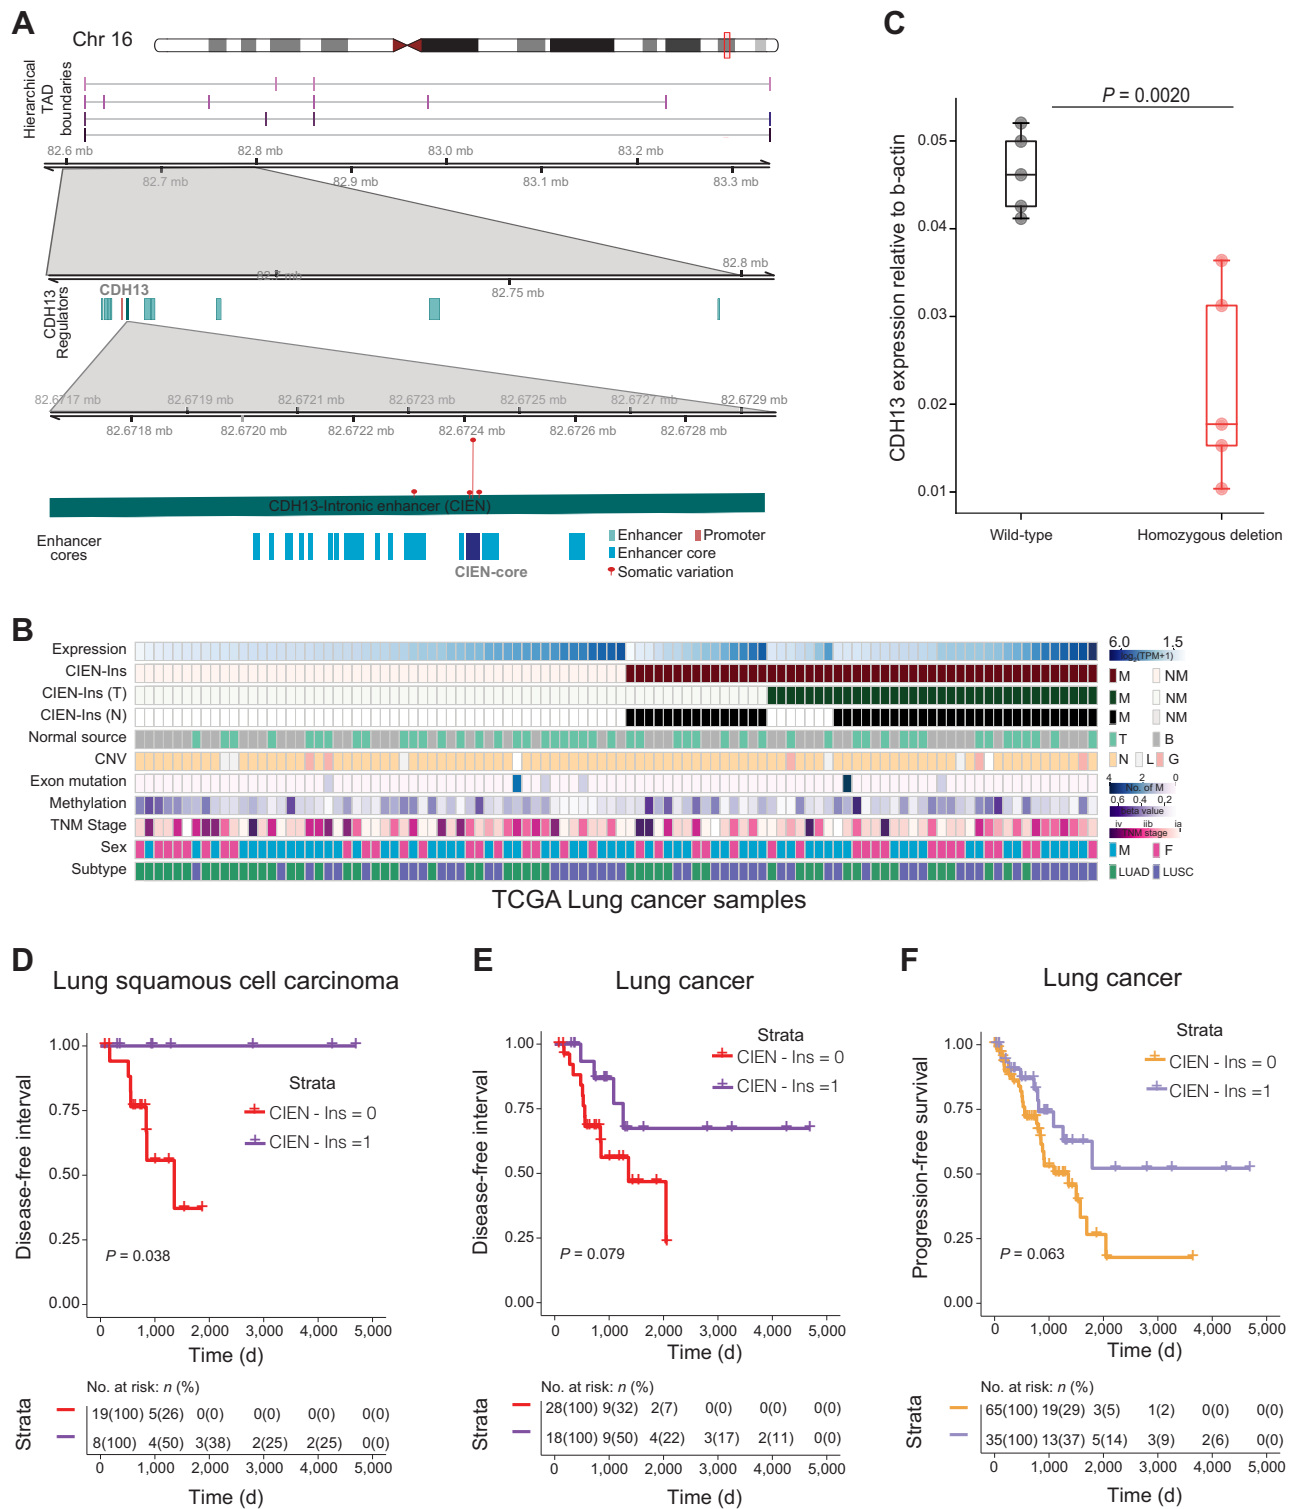 A
Chr 16
Hierarchical
TAD
boundaries
82.6 mb 82.8 mb 83.0 mb 83.2 mb
82.7 mb 82.9 mb 83.1 mb 83.3 mb
82.7 mb 82.8 mb
82.75 mb
CDH13
Regulators
CDH13
82.6717 mb 82.6719 mb 82.6721 mb 82.6723 mb 82.6725 mb 82.6727 mb 82.6729 mb
82.6718 mb 82.6720 mb 82.6722 mb 82.6724 mb 82.6726 mb 82.6728 mb
CDH13-Intronic enhancer (CIEN)
Enhancer
cores
CIEN-core
Enhancer Promoter
Enhancer core
Somatic variation
C
P = 0.0020
CDH13 expression relative to b-actin
0.05
0.04
0.03
0.02
0.01
Wild-type Homozygous deletion
B
Expression
CIEN-Ins
CIEN-Ins (T)
CIEN-Ins (N)
Normal source
CNV
Exon mutation
Methylation
TNM Stage
Sex
Subtype
6.0 1.5
log2(TPM+1)
M NM
M NM
M NM
T B
N L G
4 2 0
No. of M
0.6 0.4 0.2
beta value
iv iib ia
TNM stage
M F
LUAD LUSC
TCGA Lung cancer samples
D
Lung squamous cell carcinoma
Disease-free interval
1.00
0.75
0.50
0.25
0.00
Strata
CIEN - Ins = 0
CIEN - Ins =1
P = 0.038
0 1,000 2,000 3,000 4,000 5,000
Time (d)
No. at risk: n (%)
Strata
19(100) 5(26) 0(0) 0(0) 0(0) 0(0)
8(100) 4(50) 3(38) 2(25) 2(25) 0(0)
0 1,000 2,000 3,000 4,000 5,000
Time (d)
E
Lung cancer
Disease-free interval
1.00
0.75
0.50
0.25
0.00
Strata
CIEN - Ins = 0
CIEN - Ins =1
P = 0.079
0 1,000 2,000 3,000 4,000 5,000
Time (d)
No. at risk: n (%)
Strata
28(100) 9(32) 2(7) 0(0) 0(0) 0(0)
18(100) 9(50) 4(22) 3(17) 2(11) 0(0)
0 1,000 2,000 3,000 4,000 5,000
Time (d)
F
Lung cancer
Progression-free survival
1.00
0.75
0.50
0.25
0.00
Strata
CIEN - Ins = 0
CIEN - Ins =1
P = 0.063
0 1,000 2,000 3,000 4,000 5,000
Time (d)
No. at risk: n (%)
Strata
65(100) 19(29) 3(5) 1(2) 0(0) 0(0)
35(100) 13(37) 5(14) 3(9) 2(6) 0(0)
0 1,000 2,000 3,000 4,000 5,000
Time (d)